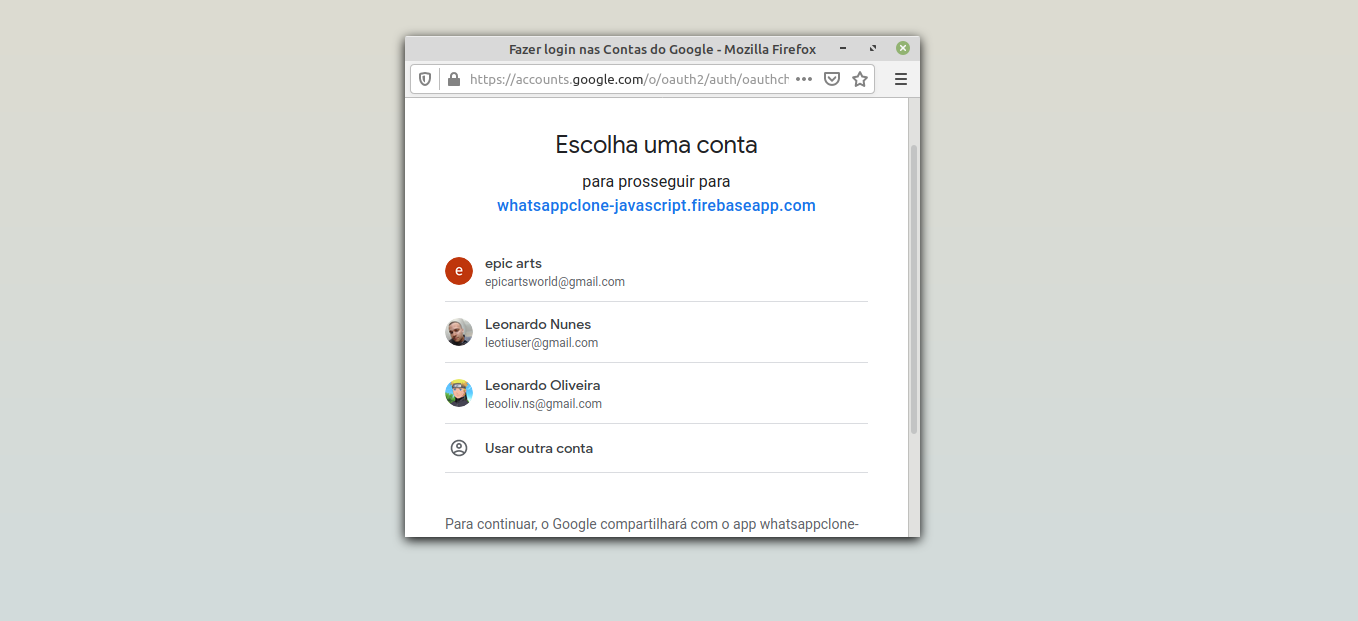 Fazer login nas Contas do Google - Mozilla Firefox
https://accounts.google.com/o/oauth2/auth/oauthch
Escolha uma conta
para prosseguir para
whatsappclone-javascript.firebaseapp.com
e
epic arts
epicartsworld@gmail.com
Leonardo Nunes
leotiuser@gmail.com
Leonardo Oliveira
leooliv.ns@gmail.com
Usar outra conta
Para continuar, o Google compartilhará com o app whatsappclone-